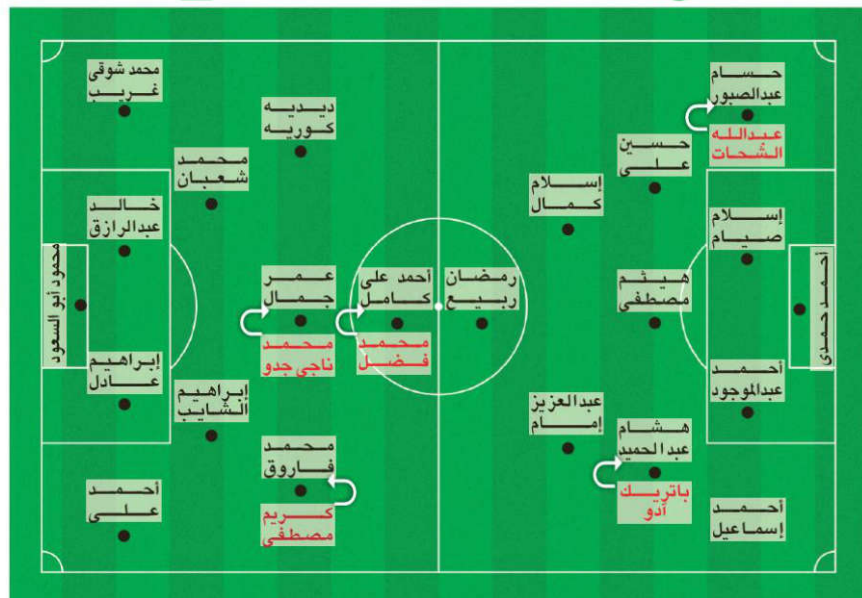 حسام
عبدالصبور
عبدالله
الشحات
حسين
على
إسلام
كمال
إسلام
صيام
أحمد حمدى
هيثم
مصطفى
رمضان
ربيع
أحمد
عبدالموجود
عبدالعزيز
إمام
هشام
عبدالحميد
باتريك
أدو
أحمد
إسماعيل
محمد شوقى
غريب
ديديه
كوريه
محمد
شعبان
خالد
عبدالرازق
محمود أبو السعود
عمر
جمال
محمد
ناجى جدو
أحمد على
كامل
محمد
فضل
إبراهيم
عادل
إبراهيم
الشايب
محمد
فاروق
كريم
مصطفى
أحمد
على